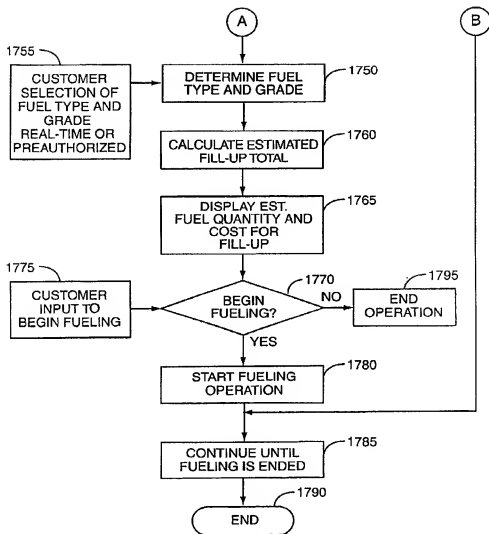 A
B
1755
CUSTOMER
SELECTION OF
FUEL TYPE AND
GRADE
REAL-TIME OR
PREAUTHORIZED
1750
DETERMINE FUEL
TYPE AND GRADE
1760
CALCULATE ESTIMATED
FILL-UP TOTAL
1765
DISPLAY EST.
FUEL QUANTITY AND
COST FOR
FILL-UP
1775
CUSTOMER
INPUT TO
BEGIN FUELING
1770
BEGIN
FUELING?
NO
1795
END
OPERATION
YES
1780
START FUELING
OPERATION
1785
CONTINUE UNTIL
FUELING IS ENDED
1790
END